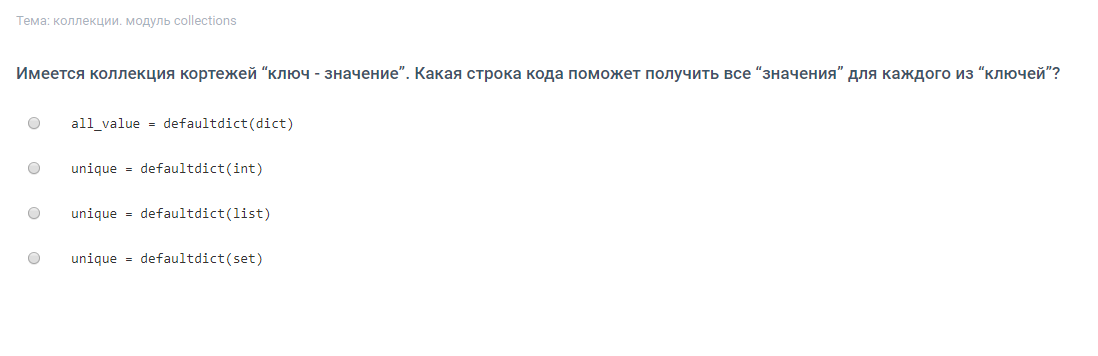 Тема: коллекции. модуль collections
Имеется коллекция кортежей “ключ - значение”. Какая строка кода поможет получить все “значения” для каждого из “ключей”?
all_value = defaultdict(dict)
unique = defaultdict(int)
unique = defaultdict(list)
unique = defaultdict(set)